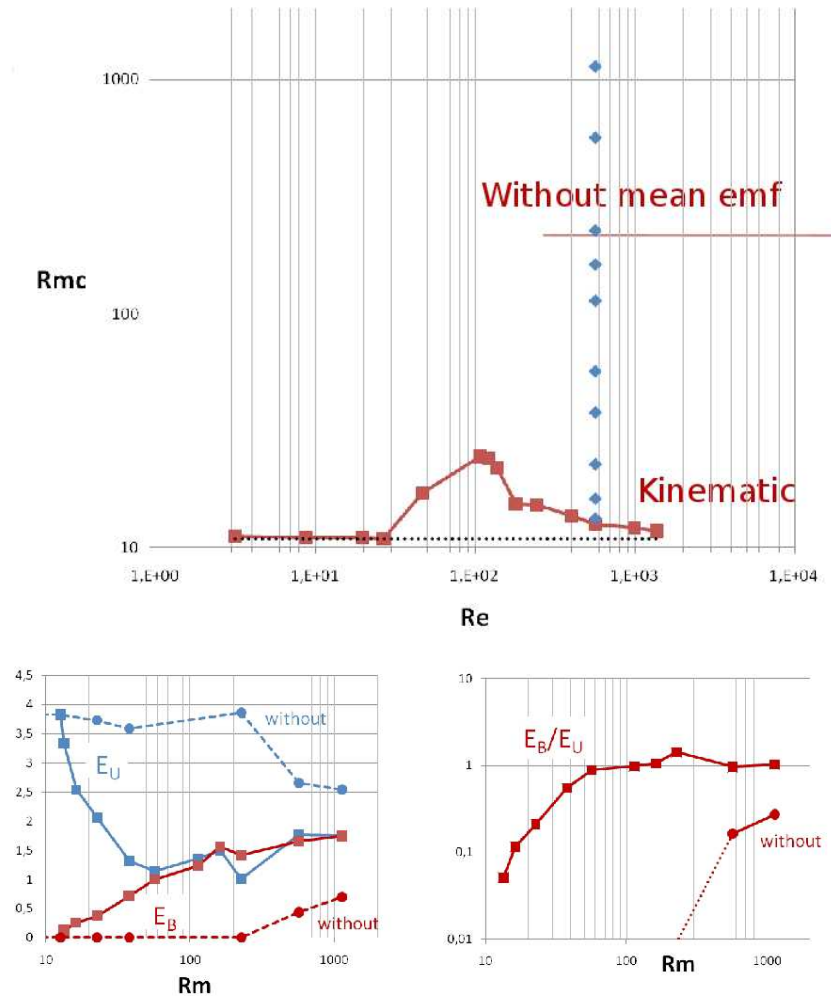 1000
Without mean emf
Rmc
100
Kinematic
10
1,E+00 1,E+01 1,E+02 1,E+03 1,E+04
Re
4,5
4
3,5
3
2,5
2
1,5
1
0,5
0
without
E_U
E_B
without
10 100 1000
Rm
10
1
0,1
0,01
E_B/E_U
without
10 100 1000
Rm